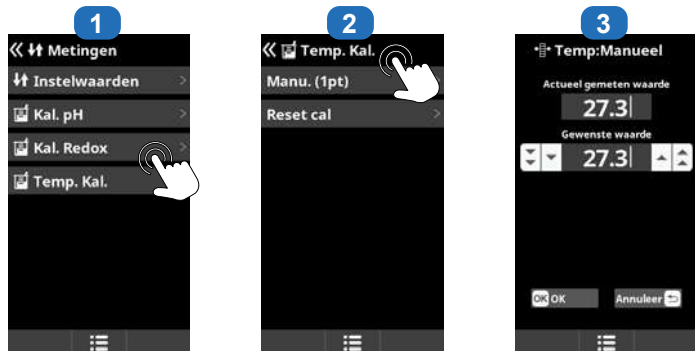 1
Metingen
Instelwaarden
Kal. pH
Kal. Redox
Temp. Kal.
2
Temp. Kal.
Manu. (1pt)
Reset cal
3
Temp:Manueel
Actueel gemeten waarde
27.3
Gewenste waarde
27.3
OK OK
Annuleer